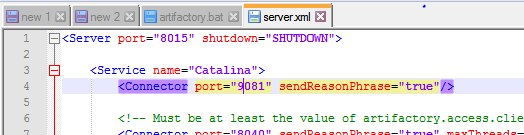 new 1 new 2 artifactory.bat server.xml
1 <Server port="8015" shutdown="SHUTDOWN">
2
3 <Service name="Catalina">
4 <Connector port="9081" sendReasonPhrase="true"/>
5
6 <!-- Must be at least the value of artifactory.access.clie
<Connector port="8040" sendReasonPhrase="true" maxThreads=